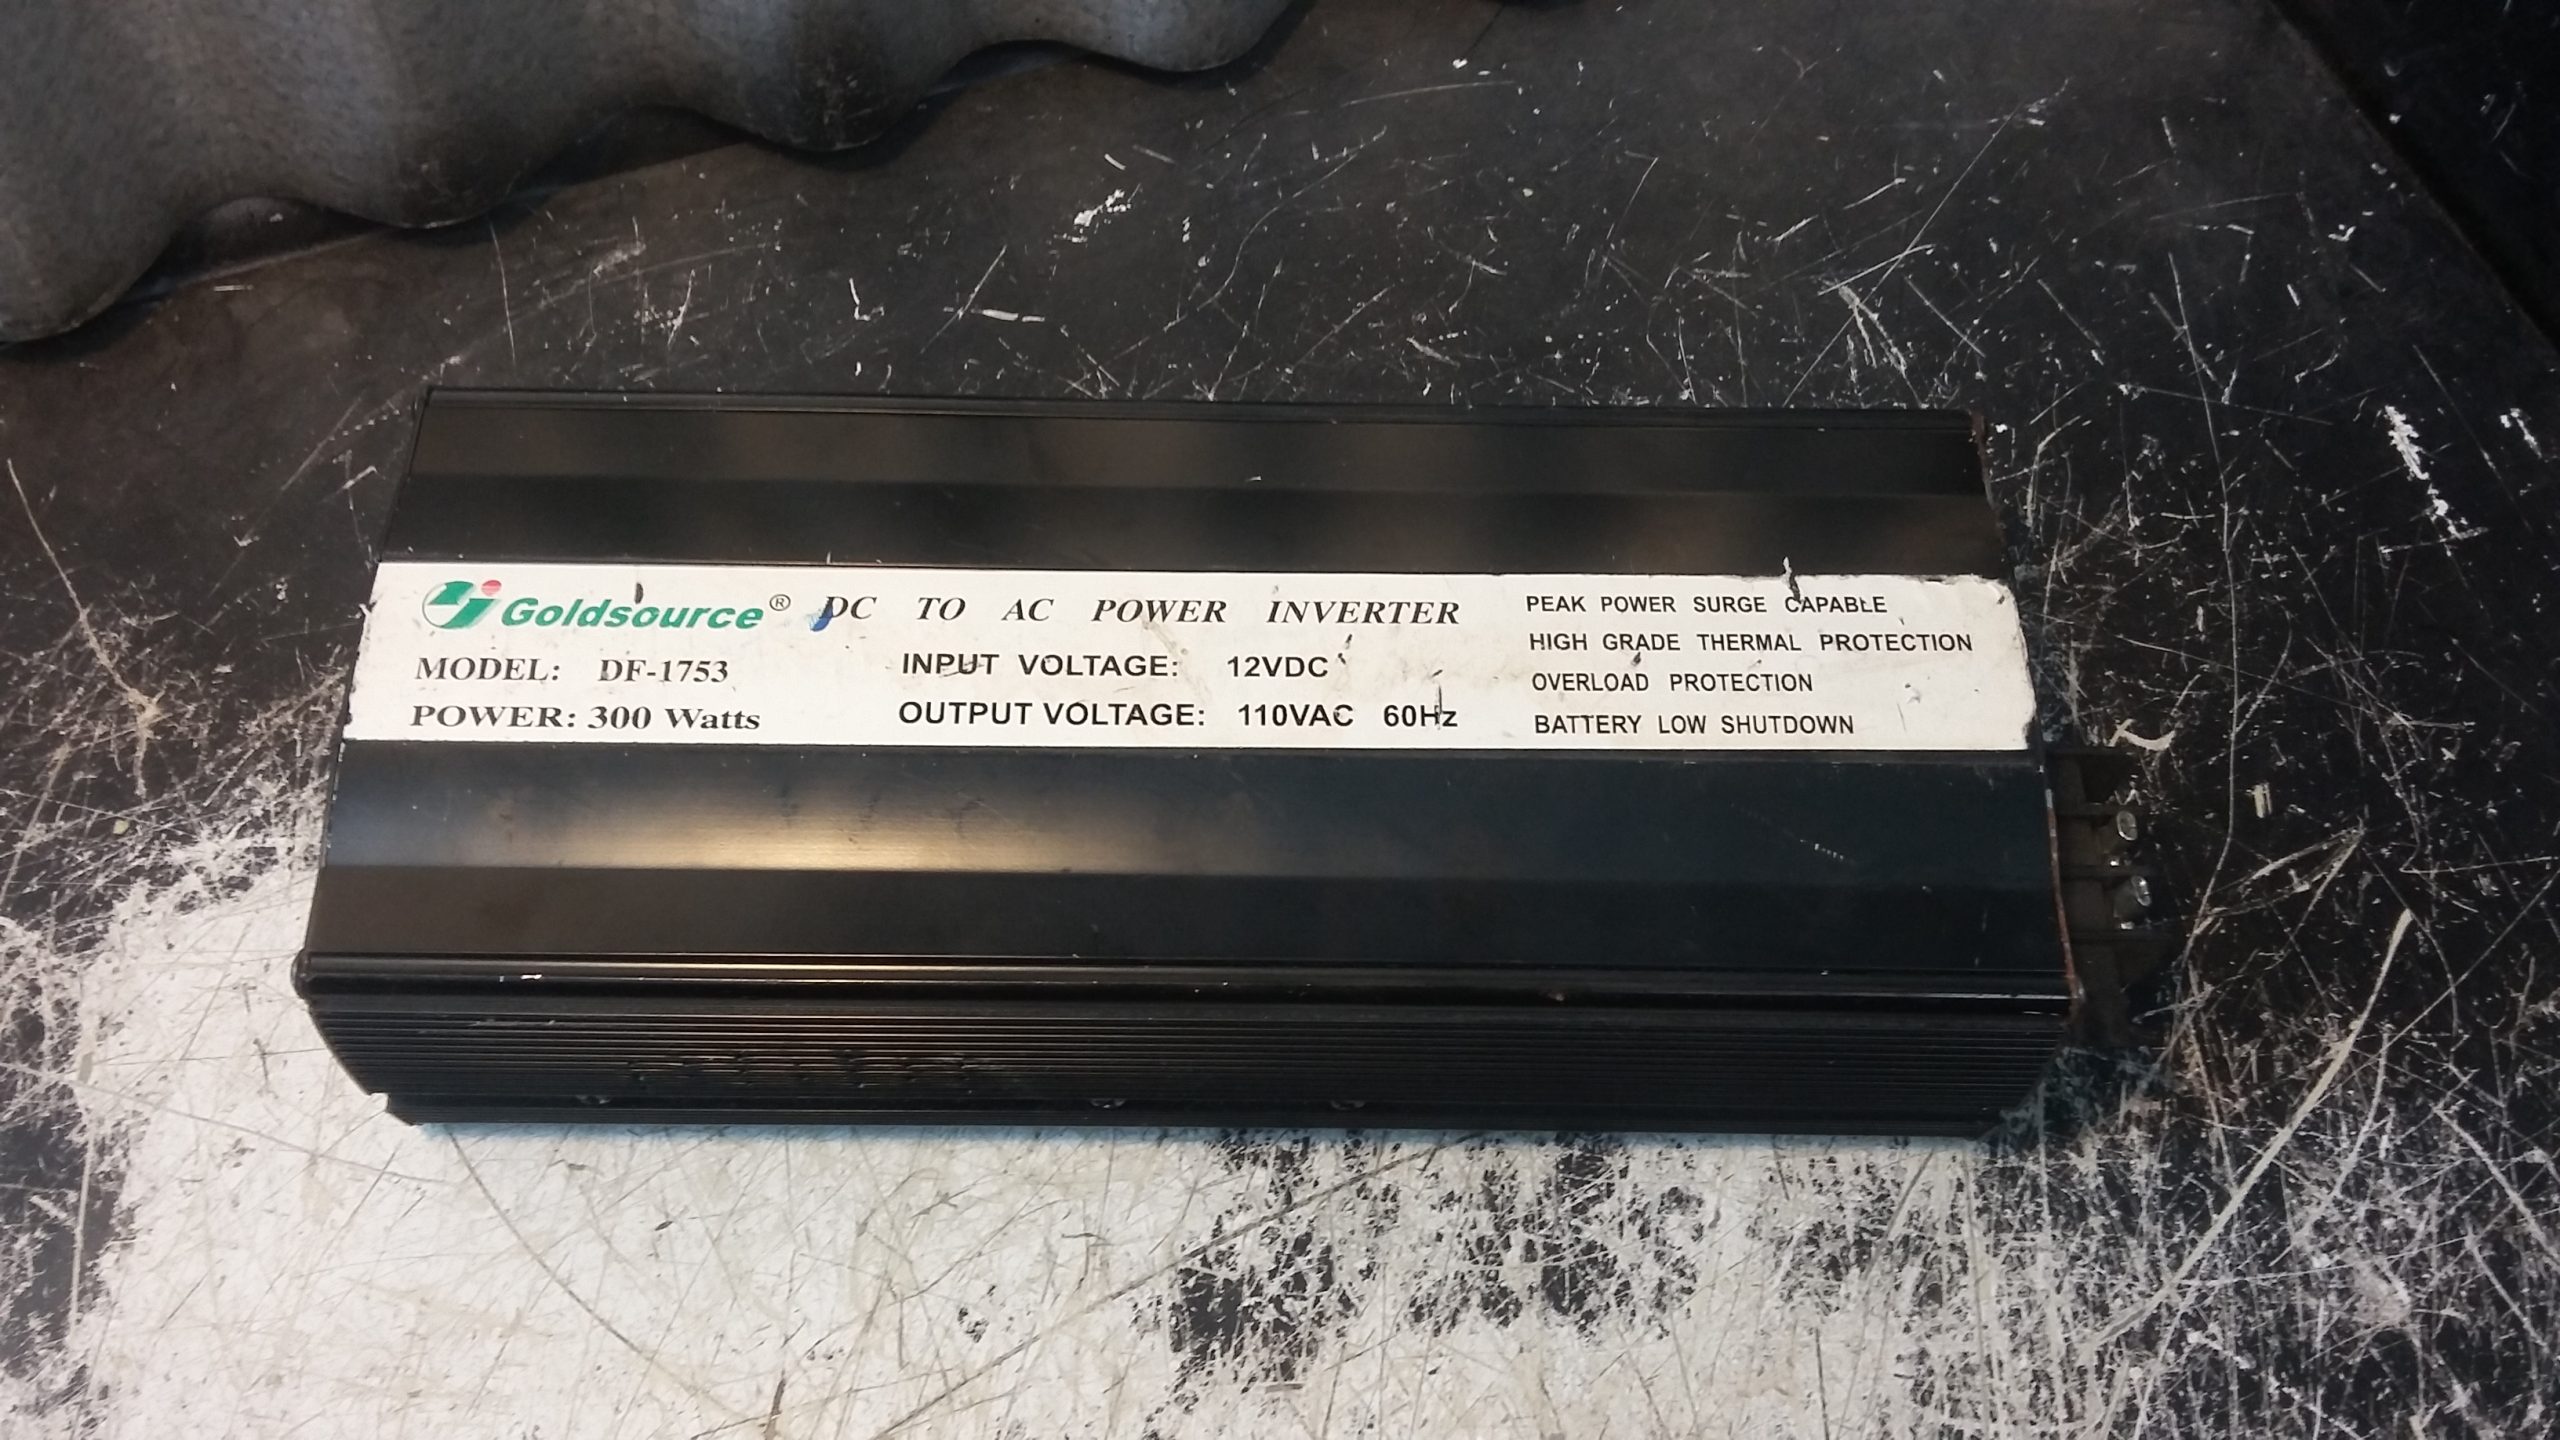 Goldsource® DC TO AC POWER INVERTER
MODEL: DF-1753
POWER: 300 Watts
INPUT VOLTAGE: 12VDC
OUTPUT VOLTAGE: 110VAC 60Hz
PEAK POWER SURGE CAPABLE
HIGH GRADE THERMAL PROTECTION
OVERLOAD PROTECTION
BATTERY LOW SHUTDOWN